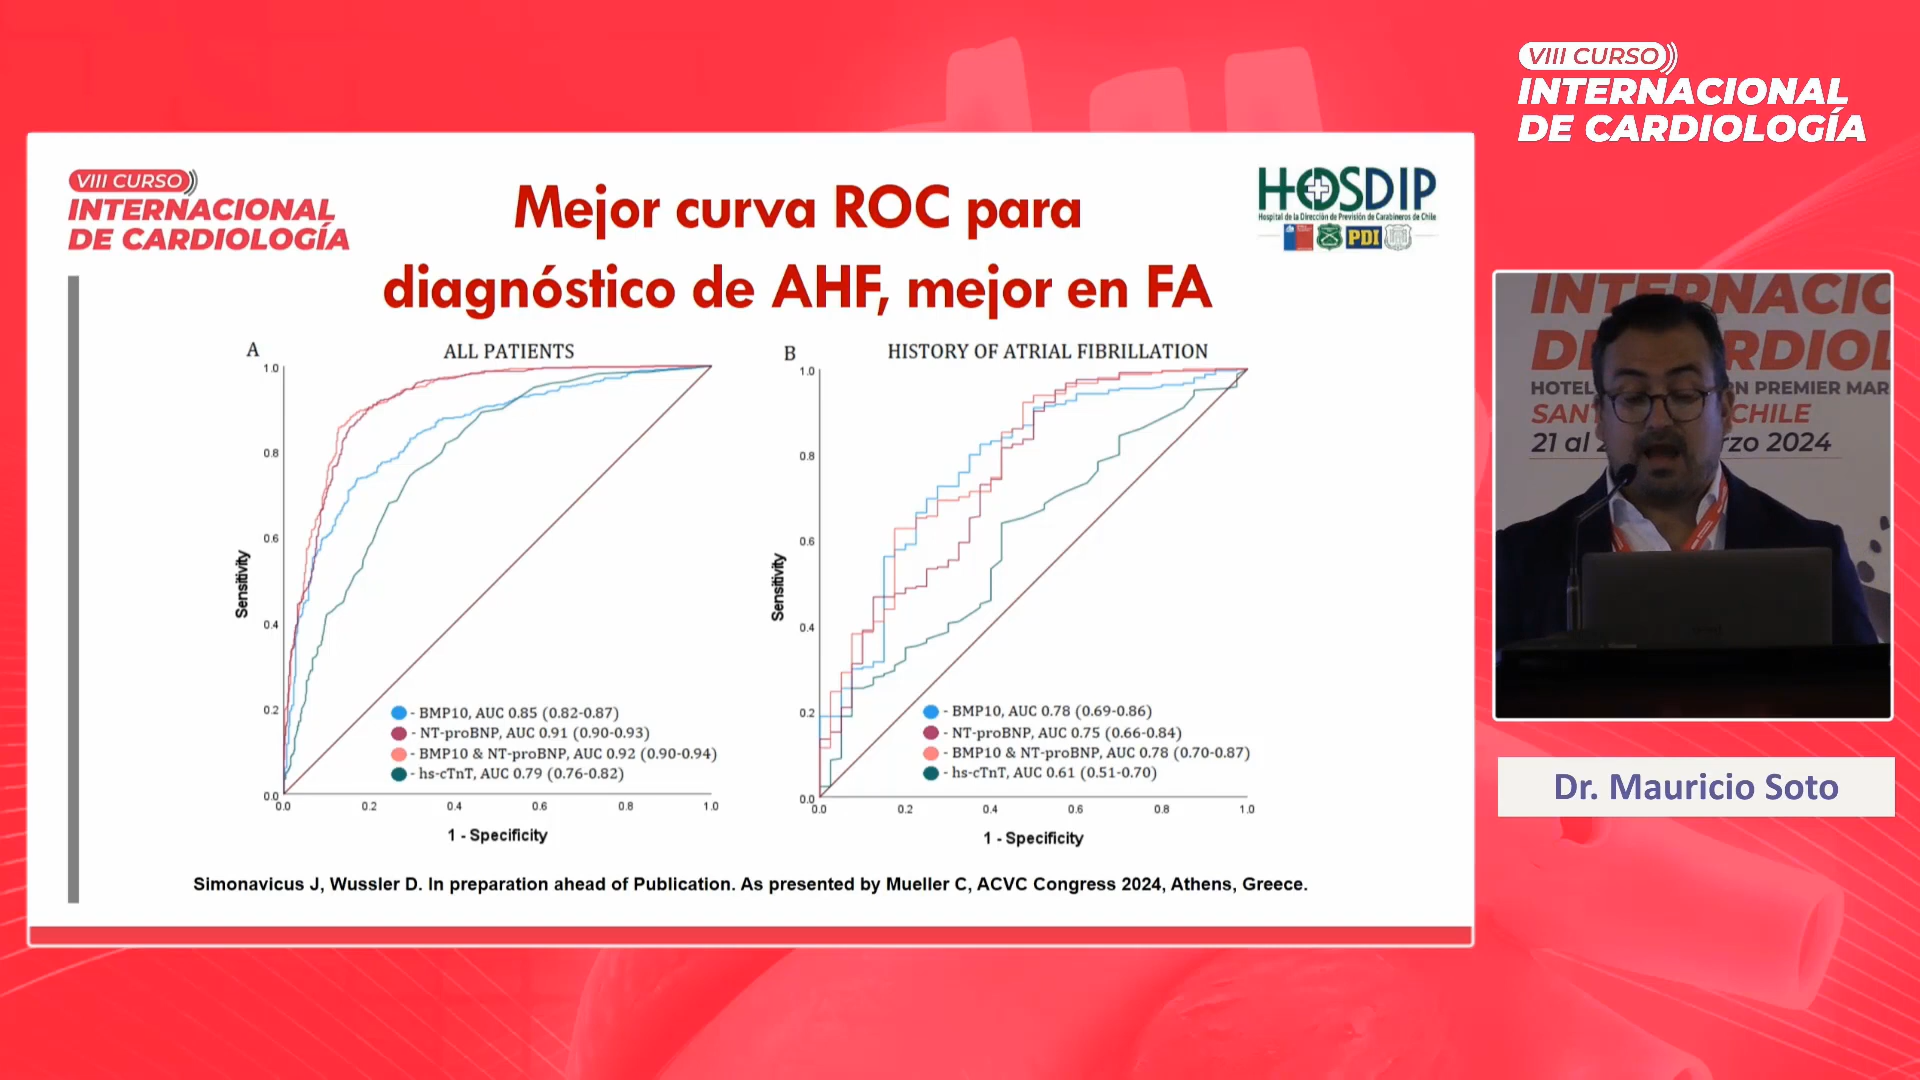 VIII CURSO
INTERNACIONAL
DE CARDIOLOGÍA
VIII CURSO
INTERNACIONAL
DE CARDIOLOGÍA
Mejor curva ROC para
diagnóstico de AHF, mejor en FA
HOSDIP
Hospital de la Dirección de Previsión de Carabineros de Chile
PDI
A
ALL PATIENTS
1.0
0.8
0.6
0.4
0.2
0.0
Sensitivity
- BMP10, AUC 0.85 (0.82-0.87)
- NT-proBNP, AUC 0.91 (0.90-0.93)
- BMP10 & NT-proBNP, AUC 0.92 (0.90-0.94)
- hs-cTnT, AUC 0.79 (0.76-0.82)
0.0 0.2 0.4 0.6 0.8 1.0
1 - Specificity
B
HISTORY OF ATRIAL FIBRILLATION
1.0
0.8
0.6
0.4
0.2
0.0
Sensitivity
- BMP10, AUC 0.78 (0.69-0.86)
- NT-proBNP, AUC 0.75 (0.66-0.84)
- BMP10 & NT-proBNP, AUC 0.78 (0.70-0.87)
- hs-cTnT, AUC 0.61 (0.51-0.70)
0.0 0.2 0.4 0.6 0.8 1.0
1 - Specificity
Simonavicus J, Wussler D. In preparation ahead of Publication. As presented by Mueller C, ACVC Congress 2024, Athens, Greece.
INTERNACIO
HOTEL
PREMIER MAR
CHILE
21 al
2024
Dr. Mauricio Soto